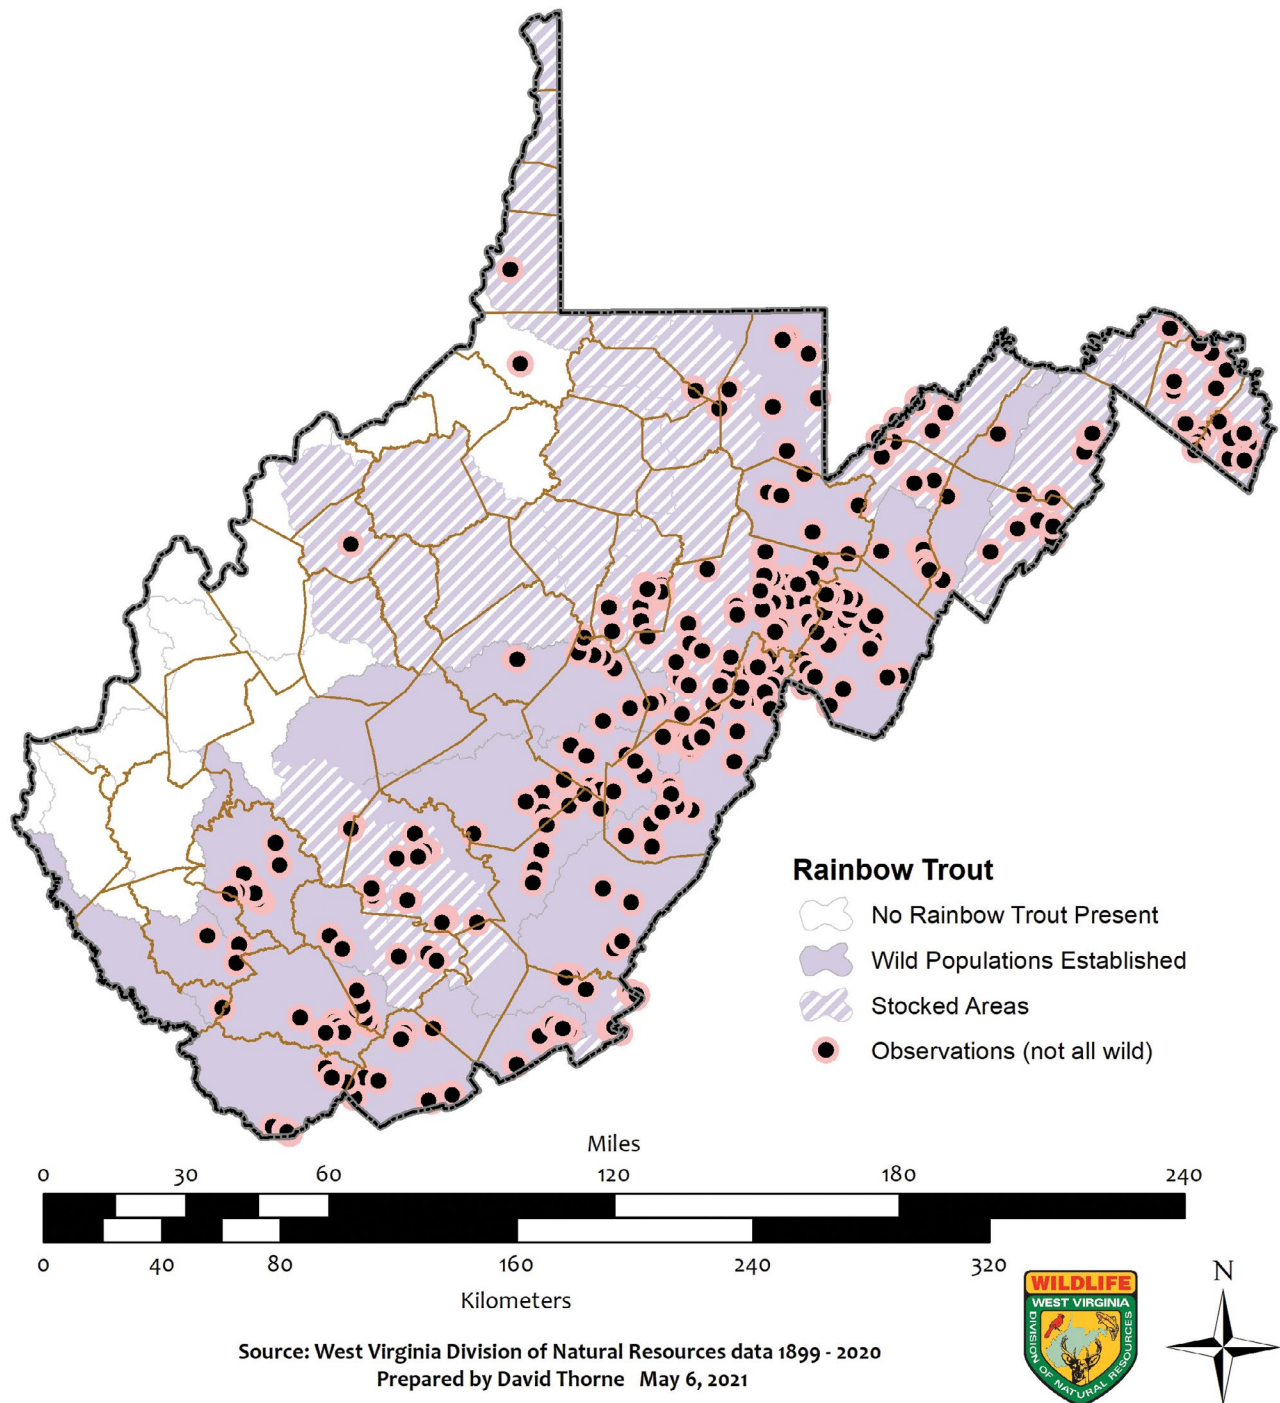 Rainbow Trout
No Rainbow Trout Present
Wild Populations Established
Stocked Areas
Observations (not all wild)
Miles
0 30 60 120 180 240
0 40 80 160 240 320
Kilometers
Source: West Virginia Division of Natural Resources data 1899 - 2020
Prepared by David Thorne May 6, 2021
WILDLIFE
WEST VIRGINIA
DIVISION OF NATURAL RESOURCES
N